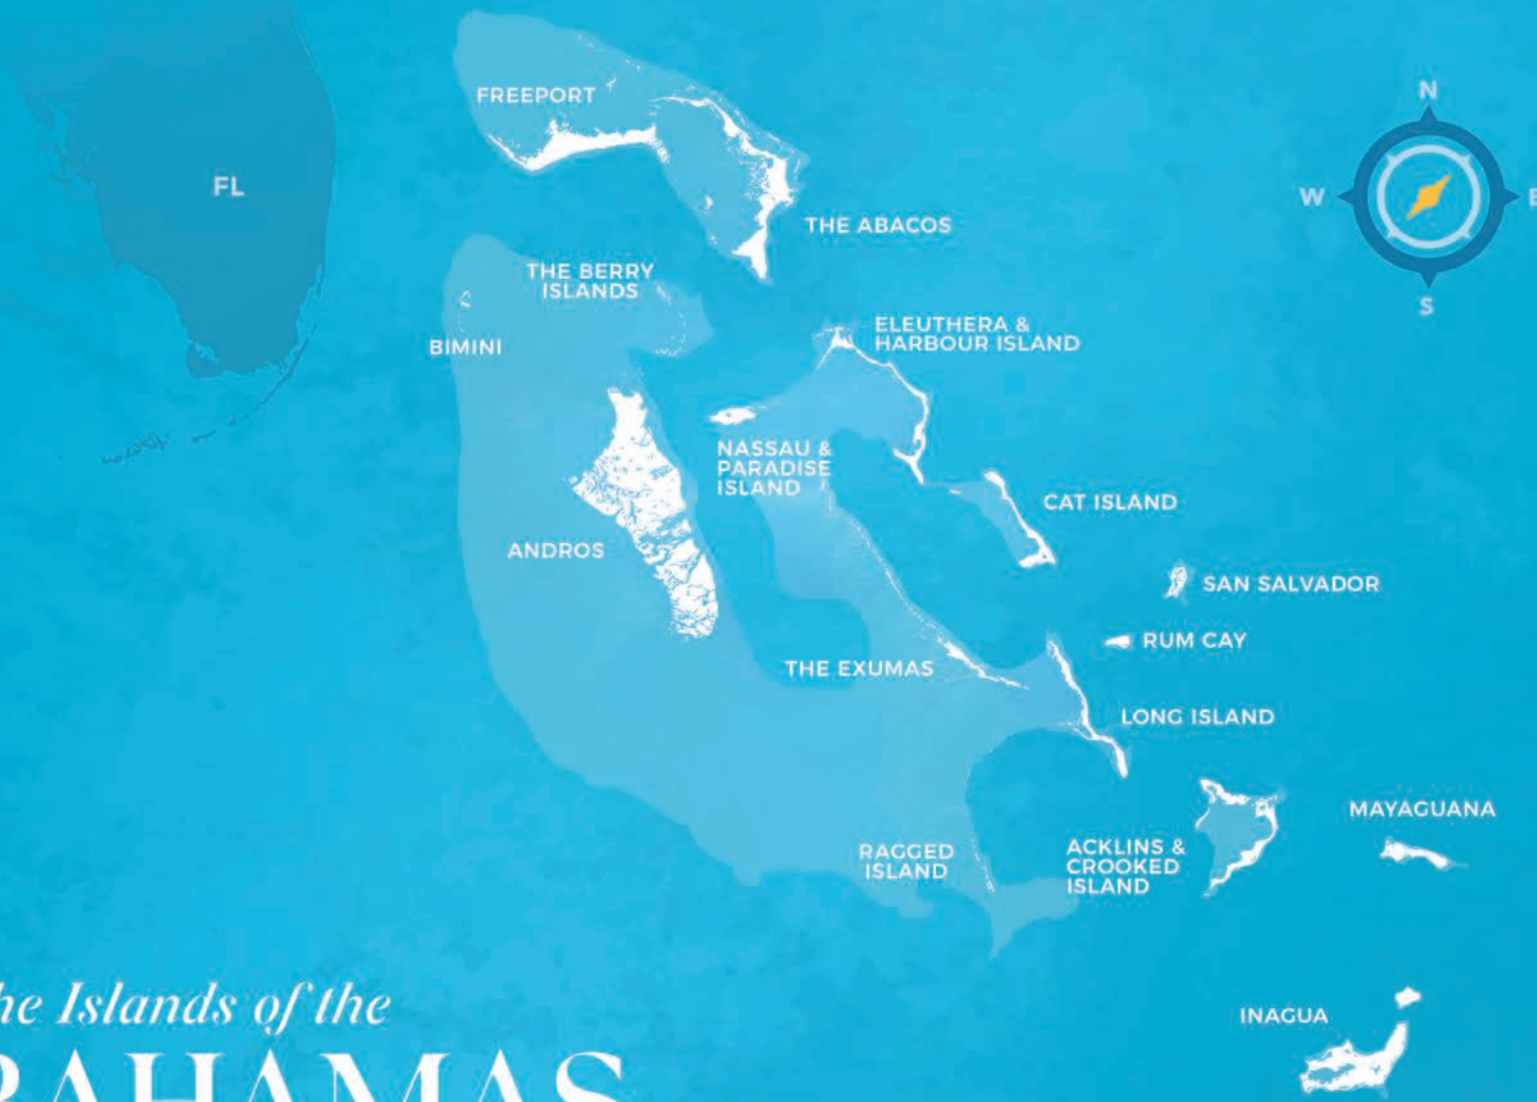 N
FREEPORT
FL
W
E
THE ABACOS
THE BERRY
ISLANDS
ELEUTHERA &
HARBOUR ISLAND
S
BIMINI
NASSAU &
PARADISE
ISLAND
CAT ISLAND
ANDROS
SAN SALVADOR
RUM CAY
THE EXUMAS
LONG ISLAND
MAYAGUANA
RAGGED
ISLAND
ACKLINS &
CROOKED
ISLAND
he Islands of the
BAHAMAS
INAGUA